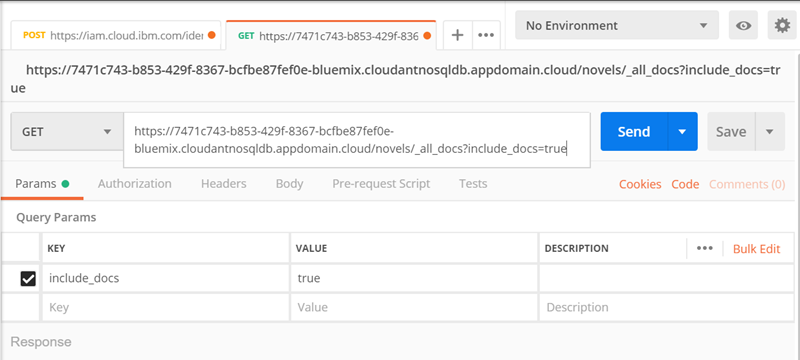 POST https://iam.cloud.ibm.com/ide
GET https://7471c743-b853-429f-836
No Environment
https://7471c743-b853-429f-8367-bcfbe87fef0e-bluemix.cloudantnosqldb.appdomain.cloud/novels/_all_docs?include_docs=tr
ue
GET
https://7471c743-b853-429f-8367-bcfbe87fef0e-
bluemix.cloudantnosqldb.appdomain.cloud/novels/_all_docs?include_docs=true
Send
Save
Params Authorization Headers Body Pre-request Script Tests Cookies Code Comments (0)
Query Params
KEY VALUE DESCRIPTION ••• Bulk Edit
include_docs true
Key Value Description
Response